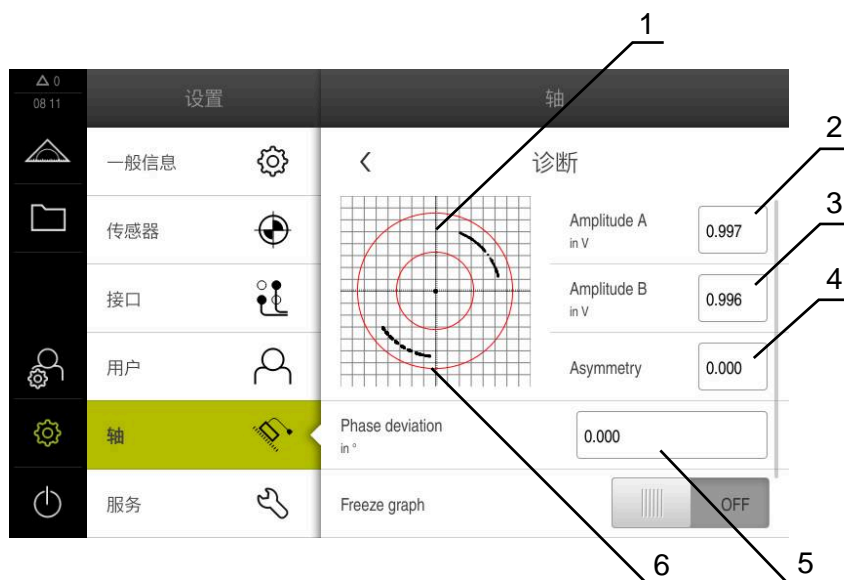 1
△ 0
08 11
设置
轴
2
一般信息
诊断
Amplitude A
in V
0.997
3
传感器
接口
Amplitude B
in V
0.996
4
用户
Asymmetry
0.000
轴
Phase deviation
in °
0.000
服务
Freeze graph
OFF
6
5